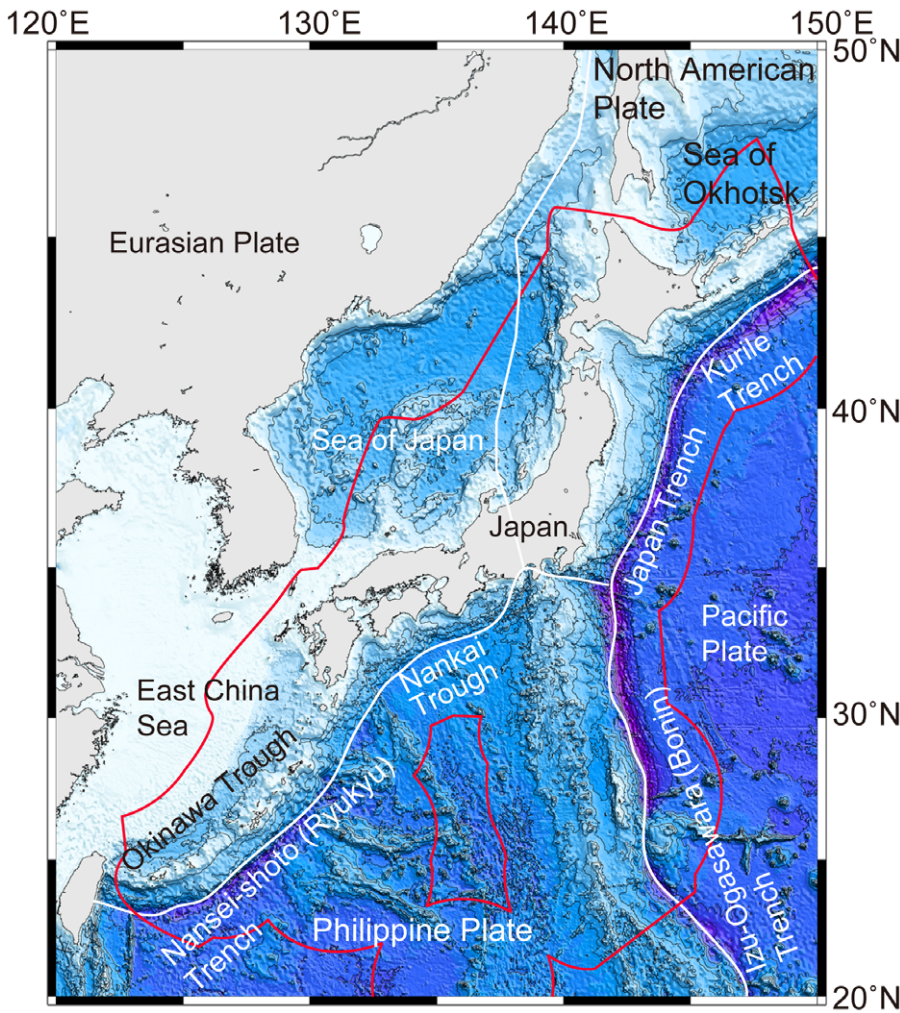 120°E
130°E
140°E
150°E
50°N
North American
Plate
Sea of
Okhotsk
Eurasian Plate
Kurile
Trench
40°N
Sea of Japan
Japan Trench
Japan
Pacific
Plate
Nankai
Trough
East China
Sea
30°N
Okinawa Trough
Izu-Ogasawara (Bonin)
Trench
Nansei-shoto (Ryukyu)
Trench
Philippine Plate
20°N